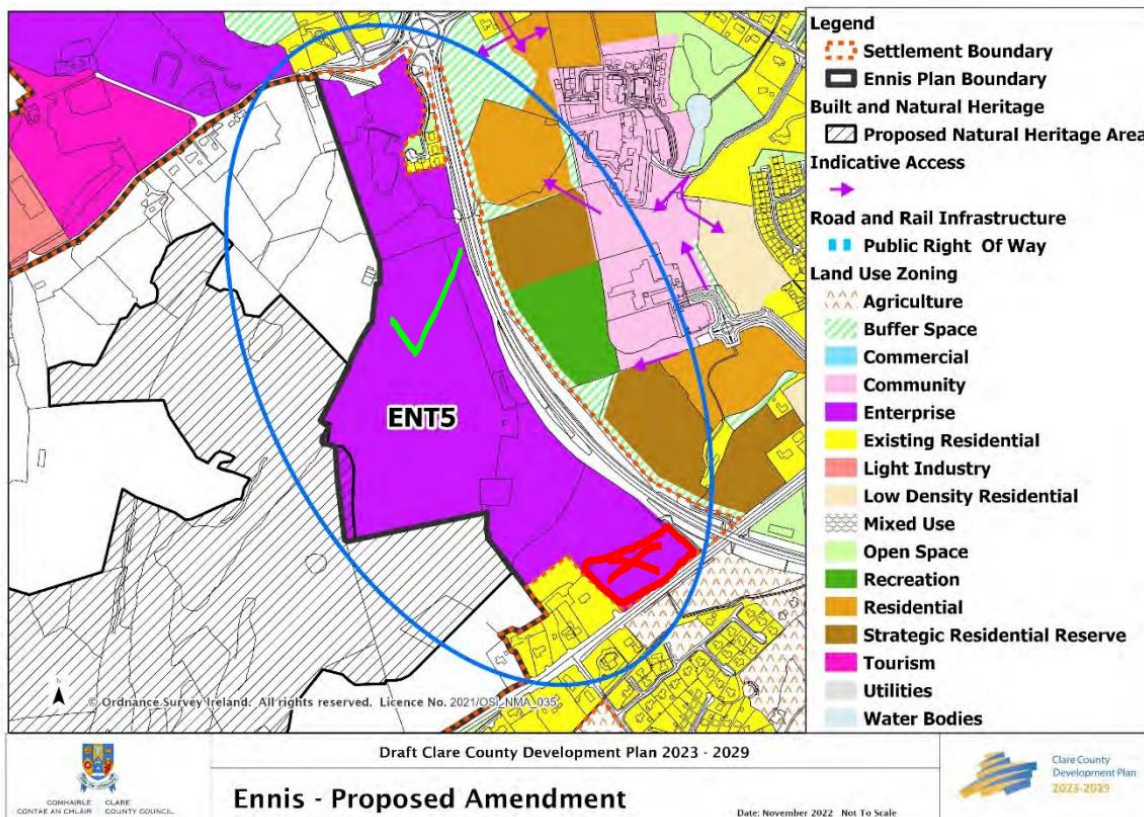 Legend
Settlement Boundary
Ennis Plan Boundary
Built and Natural Heritage
Proposed Natural Heritage Area
Indicative Access
Road and Rail Infrastructure
Public Right Of Way
Land Use Zoning
Agriculture
Buffer Space
Commercial
Community
Enterprise
Existing Residential
Light Industry
Low Density Residential
Mixed Use
Open Space
Recreation
Residential
Strategic Residential Reserve
Tourism
Utilities
Water Bodies
ENT5
© Ordnance Survey Ireland. All rights reserved. Licence No. 2021/OSI_NMA_035
COMHAIRLE CLARE
CONTAE AN CHLÁIR COUNTY COUNCIL
Draft Clare County Development Plan 2023 - 2029
Ennis - Proposed Amendment
Date: November 2022 Not To Scale
Clare County
Development Plan
2023-2029